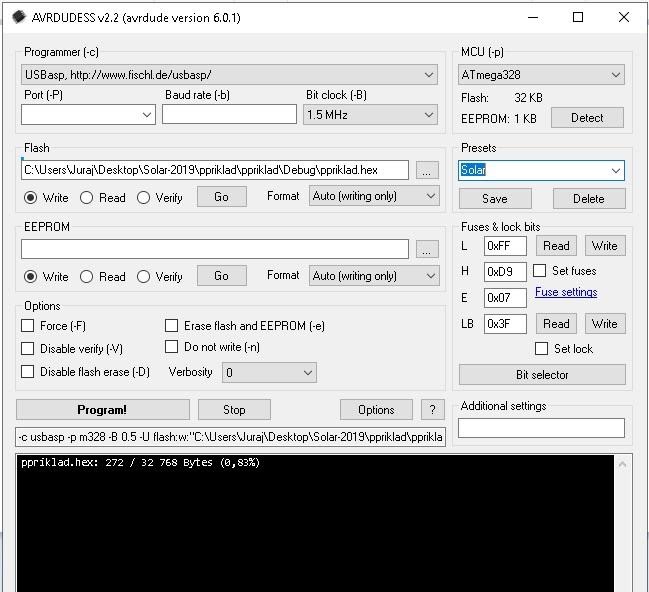 AVRDUDESS v2.2 (avrdude version 6.0.1)
Programmer (-c)
USBasp, http://www.fischl.de/usbasp/
Port (-P)
Baud rate (-b)
Bit clock (-B)
1.5 MHz
MCU (-p)
ATmega328
Flash: 32 KB
EEPROM: 1 KB
Detect
Flash
C:\Users\Juraj\Desktop\Solar-2019\ppriklad\ppriklad\Debug\ppriklad.hex
...
Write Read Verify Go Format Auto (writing only)
Presets
Solar
Save Delete
EEPROM
...
Write Read Verify Go Format Auto (writing only)
Fuses & lock bits
L 0xFF Read Write
H 0xD9 Set fuses
E 0x07 Fuse settings
LB 0x3F Read Write
Set lock
Bit selector
Options
Force (-F) Erase flash and EEPROM (-e)
Disable verify (-V) Do not write (-n)
Disable flash erase (-D) Verbosity 0
Program! Stop Options ?
-c usbasp -p m328 -B 0.5 -U flash:w:"C:\Users\Juraj\Desktop\Solar-2019\ppriklad\pprikla
Additional settings
ppriklad.hex: 272 / 32 768 Bytes (0,83%)